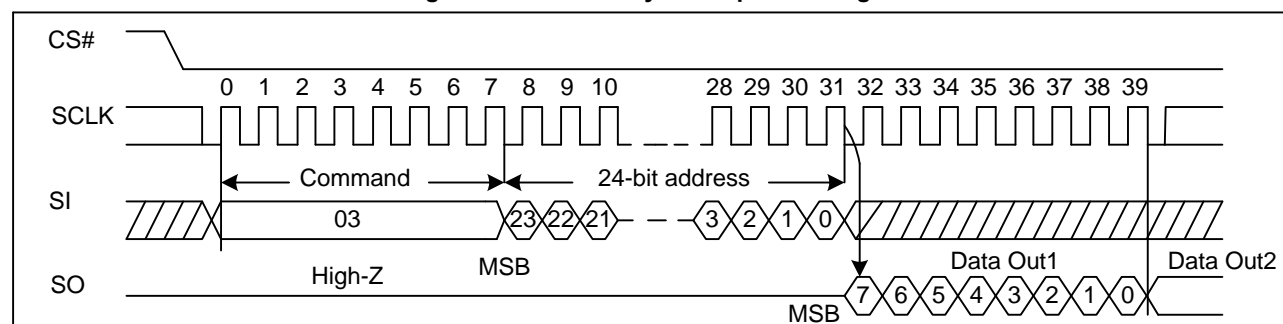 CS#
0 1 2 3 4 5 6 7 8 9 10 28 29 30 31 32 33 34 35 36 37 38 39
SCLK
Command 24-bit address
SI
03 23 22 21 3 2 1 0
High-Z MSB Data Out1 Data Out2
SO
7 6 5 4 3 2 1 0
MSB